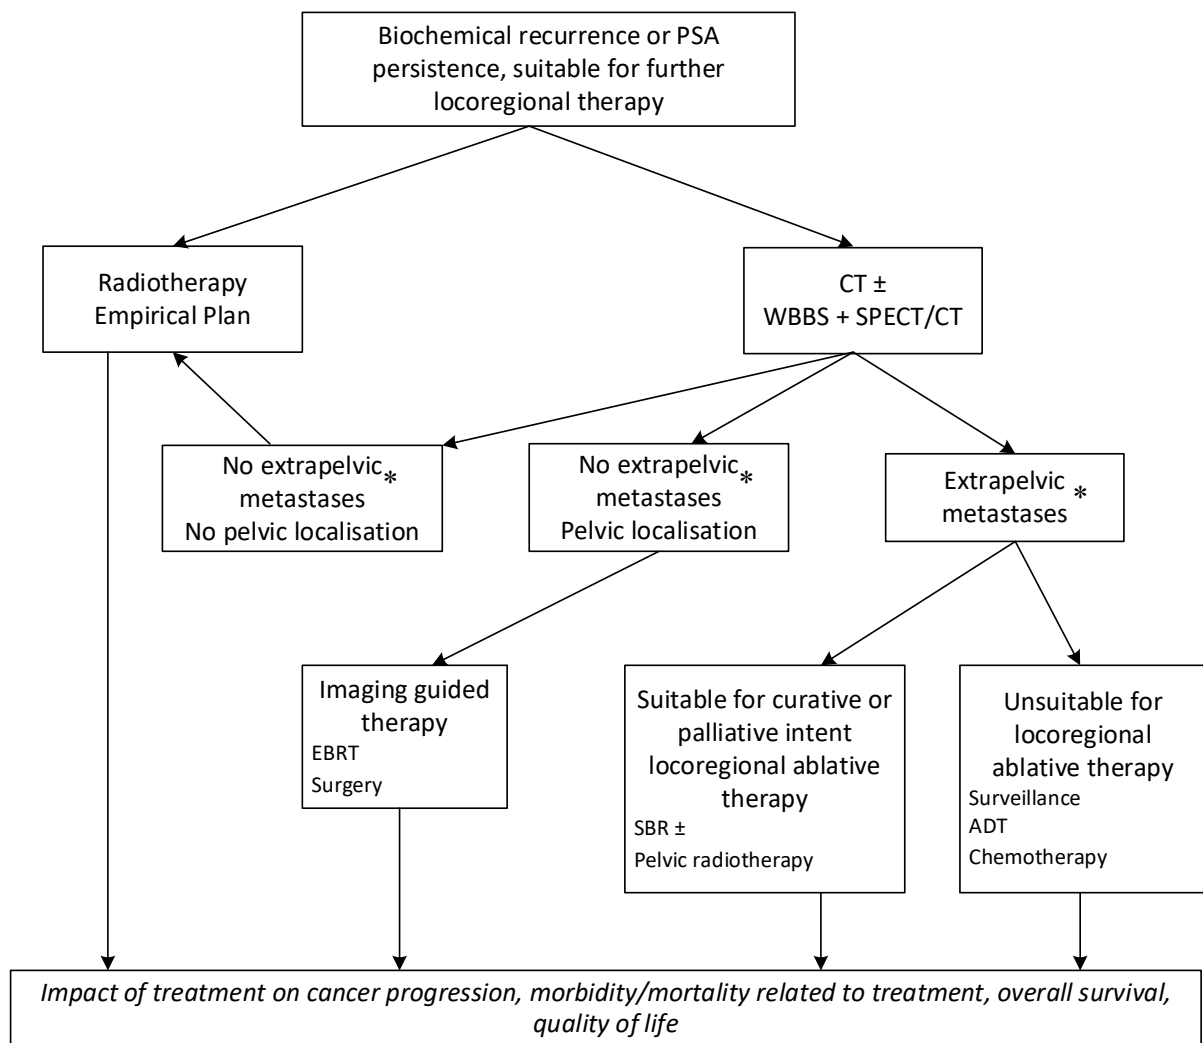 Biochemical recurrence or PSA
persistence, suitable for further
locoregional therapy
Radiotherapy
Empirical Plan
CT ±
WBBS + SPECT/CT
No extrapelvic *
metastases
No pelvic localisation
No extrapelvic *
metastases
Pelvic localisation
Extrapelvic *
metastases
Imaging guided
therapy
EBRT
Surgery
Suitable for curative or
palliative intent
locoregional ablative
therapy
SBR ±
Pelvic radiotherapy
Unsuitable for
locoregional
ablative therapy
Surveillance
ADT
Chemotherapy
Impact of treatment on cancer progression, morbidity/mortality related to treatment, overall survival,
quality of life